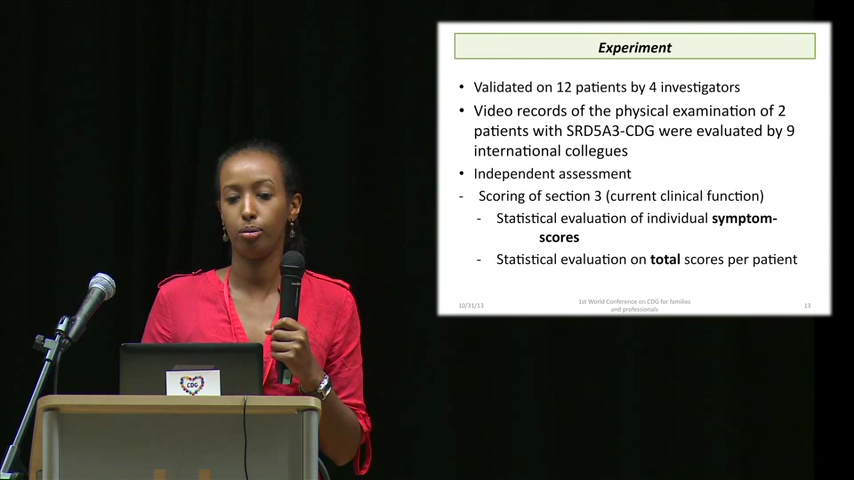 Experiment
• Validated on 12 patients by 4 investigators
• Video records of the physical examination of 2
patients with SRD5A3-CDG were evaluated by 9
international collegues
• Independent assessment
- Scoring of section 3 (current clinical function)
- Statistical evaluation of individual symptom-
scores
- Statistical evaluation on total scores per patient
10/31/13
1st World Conference on CDG for families
and professionals
13
CDG